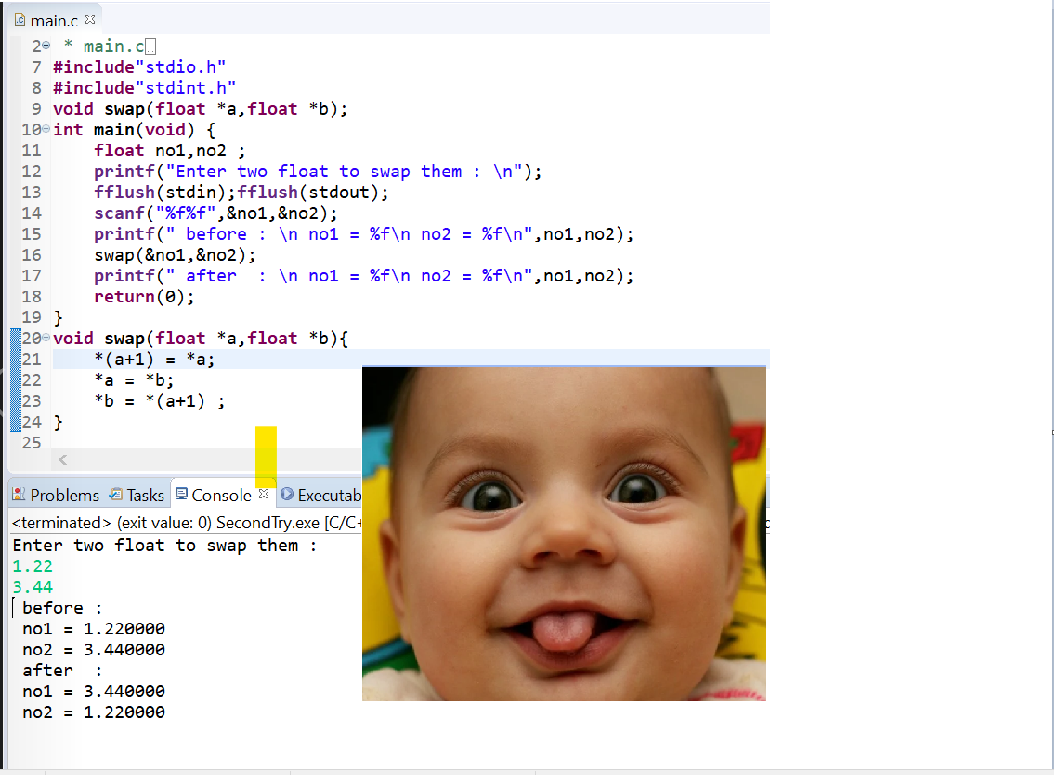 main.c
2 * main.c
7 #include"stdio.h"
8 #include"stdint.h"
9 void swap(float *a,float *b);
10 int main(void) {
11     float no1,no2 ;
12     printf("Enter two float to swap them : \n");
13     fflush(stdin);fflush(stdout);
14     scanf("%f%f",&no1,&no2);
15     printf(" before : \n no1 = %f\n no2 = %f\n",no1,no2);
16     swap(&no1,&no2);
17     printf(" after  : \n no1 = %f\n no2 = %f\n",no1,no2);
18     return(0);
19 }
20 void swap(float *a,float *b){
21     *(a+1) = *a;
22     *a = *b;
23     *b = *(a+1) ;
24 }
25
Problems Tasks Console Executab
<terminated> (exit value: 0) SecondTry.exe [C/C+
Enter two float to swap them :
1.22
3.44
 before :
 no1 = 1.220000
 no2 = 3.440000
 after  :
 no1 = 3.440000
 no2 = 1.220000